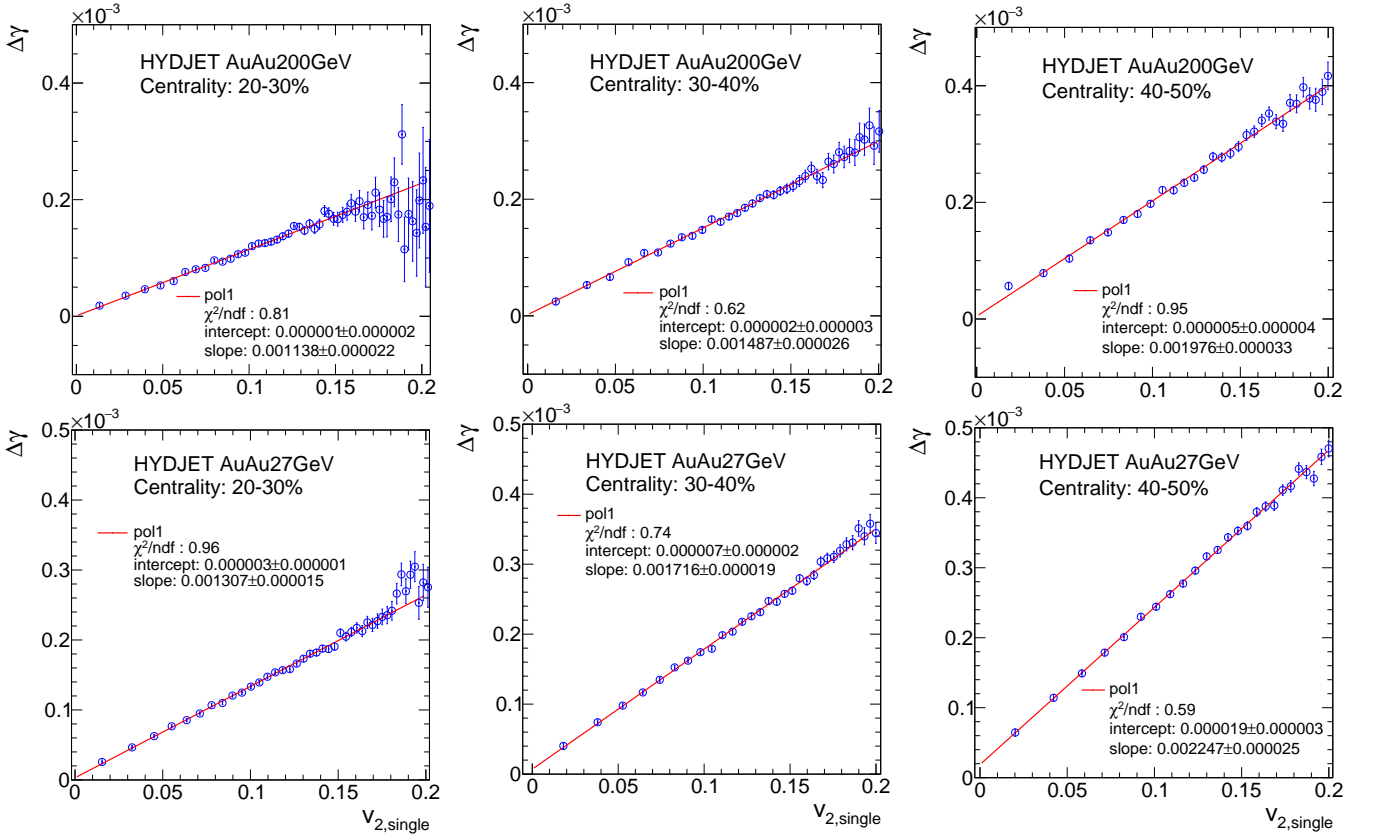 ×10⁻³
Δγ
0.4
0.2
0
HYDJET AuAu200GeV
Centrality: 20-30%
pol1
χ²/ndf : 0.81
intercept: 0.000001±0.000002
slope: 0.001138±0.000022
0 0.05 0.1 0.15 0.2
×10⁻³
Δγ
0.4
0.2
0
HYDJET AuAu200GeV
Centrality: 30-40%
pol1
χ²/ndf : 0.62
intercept: 0.000002±0.000003
slope: 0.001487±0.000026
0 0.05 0.1 0.15 0.2
×10⁻³
Δγ
0.4
0.2
0
HYDJET AuAu200GeV
Centrality: 40-50%
pol1
χ²/ndf : 0.95
intercept: 0.000005±0.000004
slope: 0.001976±0.000033
0 0.05 0.1 0.15 0.2
×10⁻³
Δγ
0.5
0.4
0.3
0.2
0.1
0
HYDJET AuAu27GeV
Centrality: 20-30%
pol1
χ²/ndf : 0.96
intercept: 0.000003±0.000001
slope: 0.001307±0.000015
0 0.05 0.1 0.15 0.2
v2,single
×10⁻³
Δγ
0.5
0.4
0.3
0.2
0.1
0
HYDJET AuAu27GeV
Centrality: 30-40%
pol1
χ²/ndf : 0.74
intercept: 0.000007±0.000002
slope: 0.001716±0.000019
0 0.05 0.1 0.15 0.2
v2,single
×10⁻³
Δγ
0.5
0.4
0.3
0.2
0.1
0
HYDJET AuAu27GeV
Centrality: 40-50%
pol1
χ²/ndf : 0.59
intercept: 0.000019±0.000003
slope: 0.002247±0.000025
0 0.05 0.1 0.15 0.2
v2,single